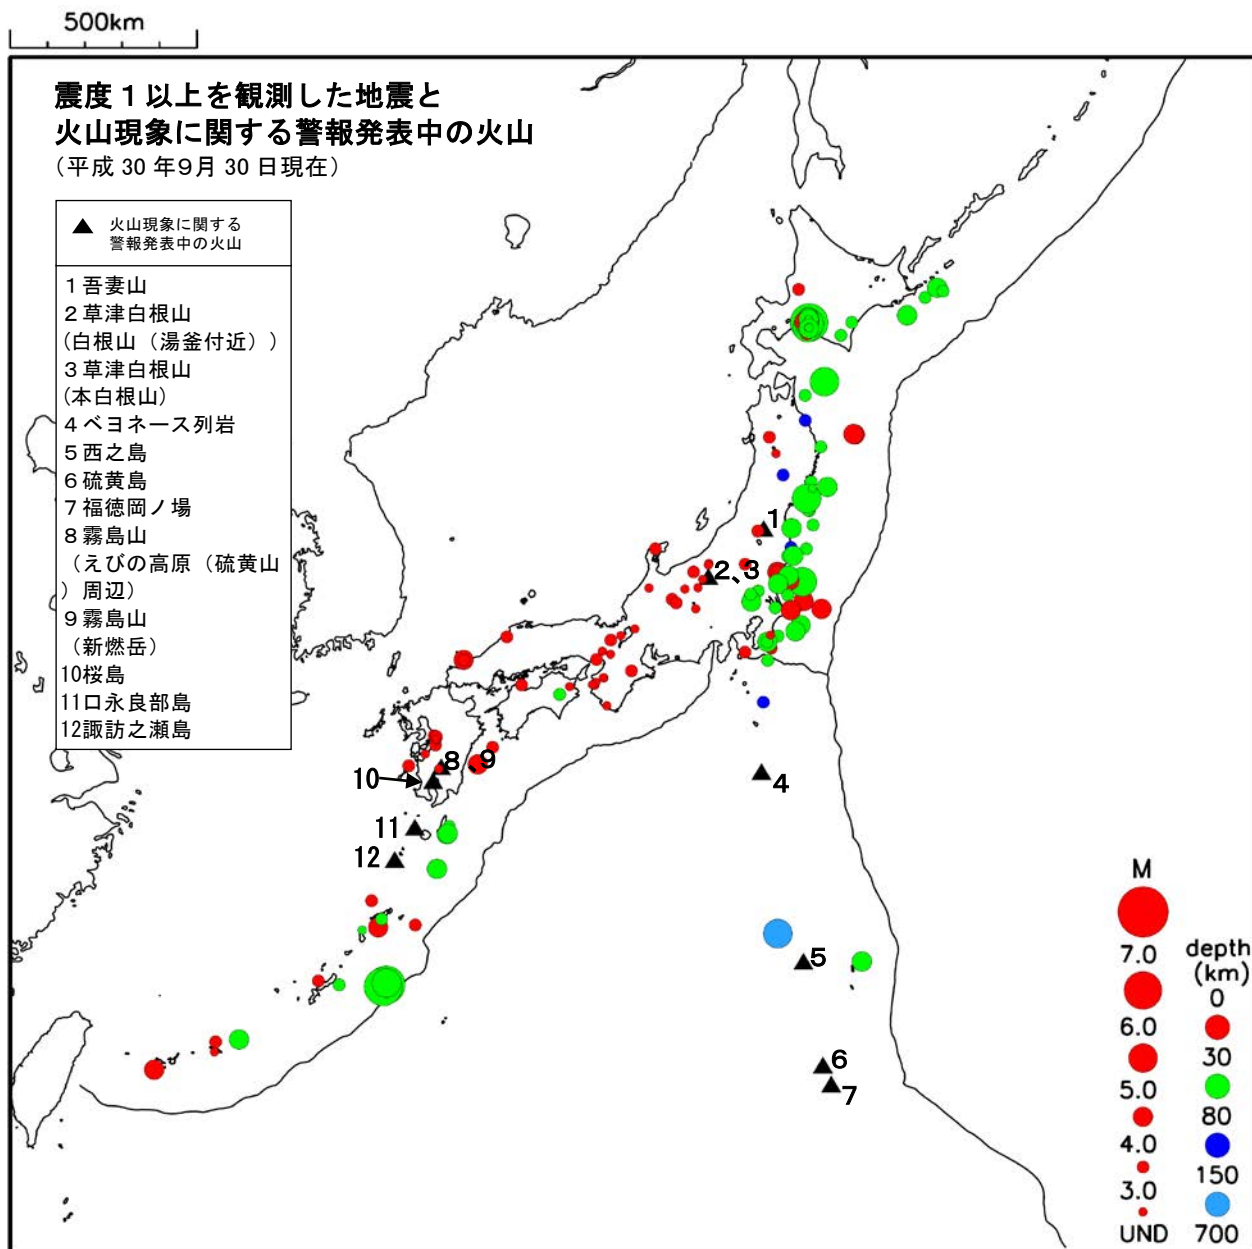 500km
震度１以上を観測した地震と
火山現象に関する警報発表中の火山
（平成 30 年９月 30 日現在）
▲ 火山現象に関する
警報発表中の火山
１吾妻山
２草津白根山
(白根山（湯釜付近）)
３草津白根山
(本白根山)
４ベヨネース列岩
５西之島
６硫黄島
７福徳岡ノ場
８霧島山
（えびの高原（硫黄山
）周辺）
９霧島山
（新燃岳）
10桜島
11口永良部島
12諏訪之瀬島
1
2、3
8、9
10
4
11
12
5
6
7
M
7.0
6.0
5.0
4.0
3.0
UND
depth
(km)
0
30
80
150
700